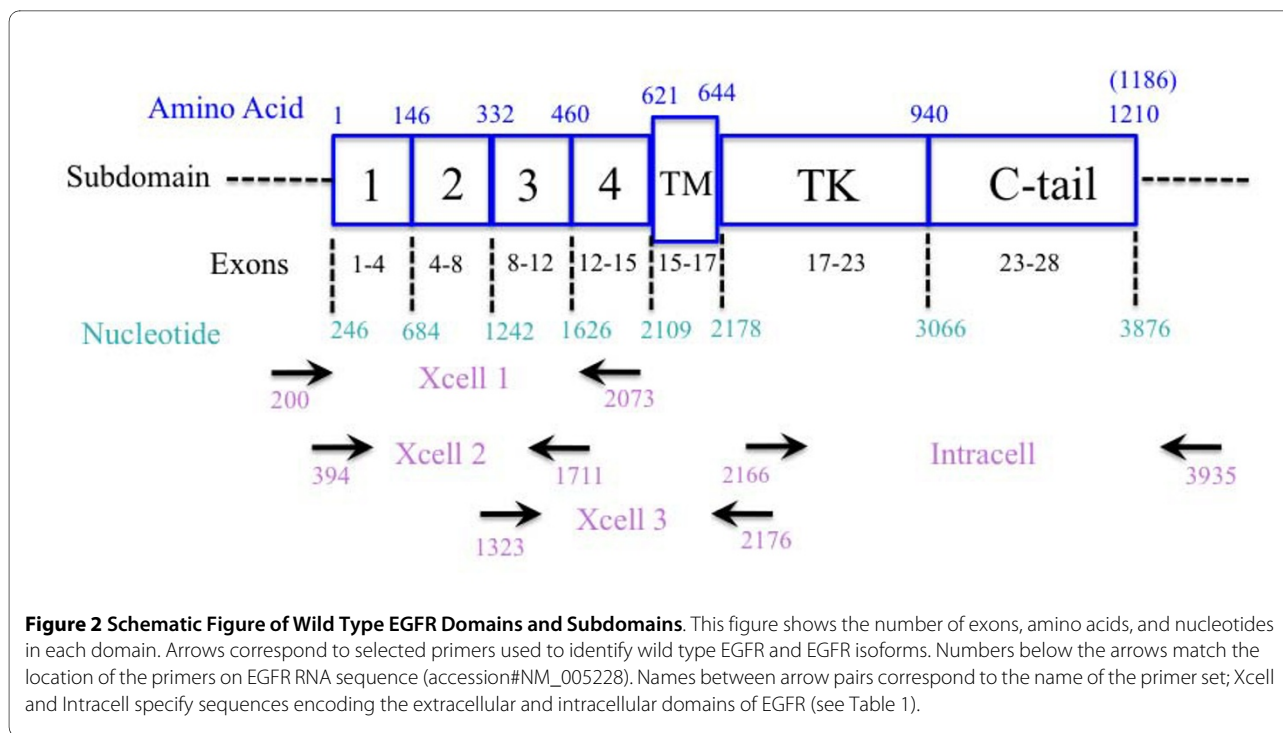 (1186)
Amino Acid 1 146 332 460 621 644 940 1210
Subdomain 1 2 3 4 TM TK C-tail
Exons 1-4 4-8 8-12 12-15 15-17 17-23 23-28
Nucleotide 246 684 1242 1626 2109 2178 3066 3876
Xcell 1
200 2073
Xcell 2 Intracell
394 1711 2166 3935
Xcell 3
1323 2176
Figure 2 Schematic Figure of Wild Type EGFR Domains and Subdomains. This figure shows the number of exons, amino acids, and nucleotides
in each domain. Arrows correspond to selected primers used to identify wild type EGFR and EGFR isoforms. Numbers below the arrows match the
location of the primers on EGFR RNA sequence (accession#NM_005228). Names between arrow pairs correspond to the name of the primer set; Xcell
and Intracell specify sequences encoding the extracellular and intracellular domains of EGFR (see Table 1).